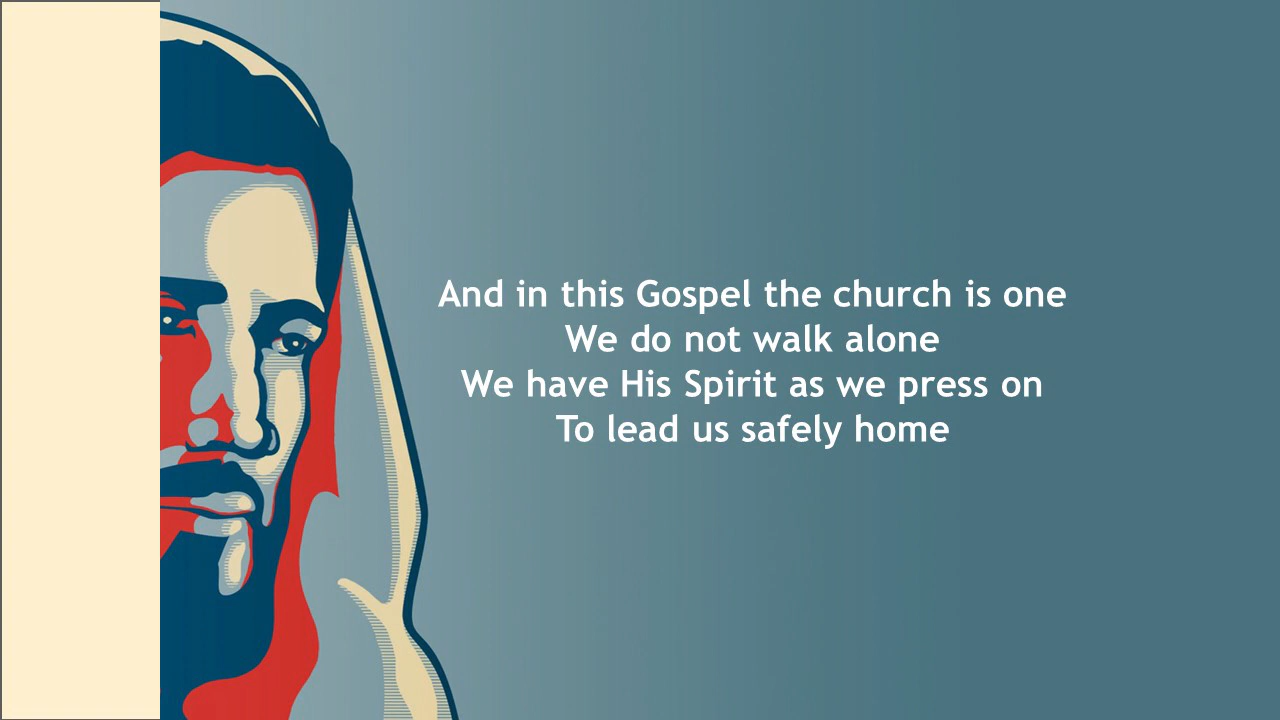 And in this Gospel the church is one
We do not walk alone
We have His Spirit as we press on
To lead us safely home